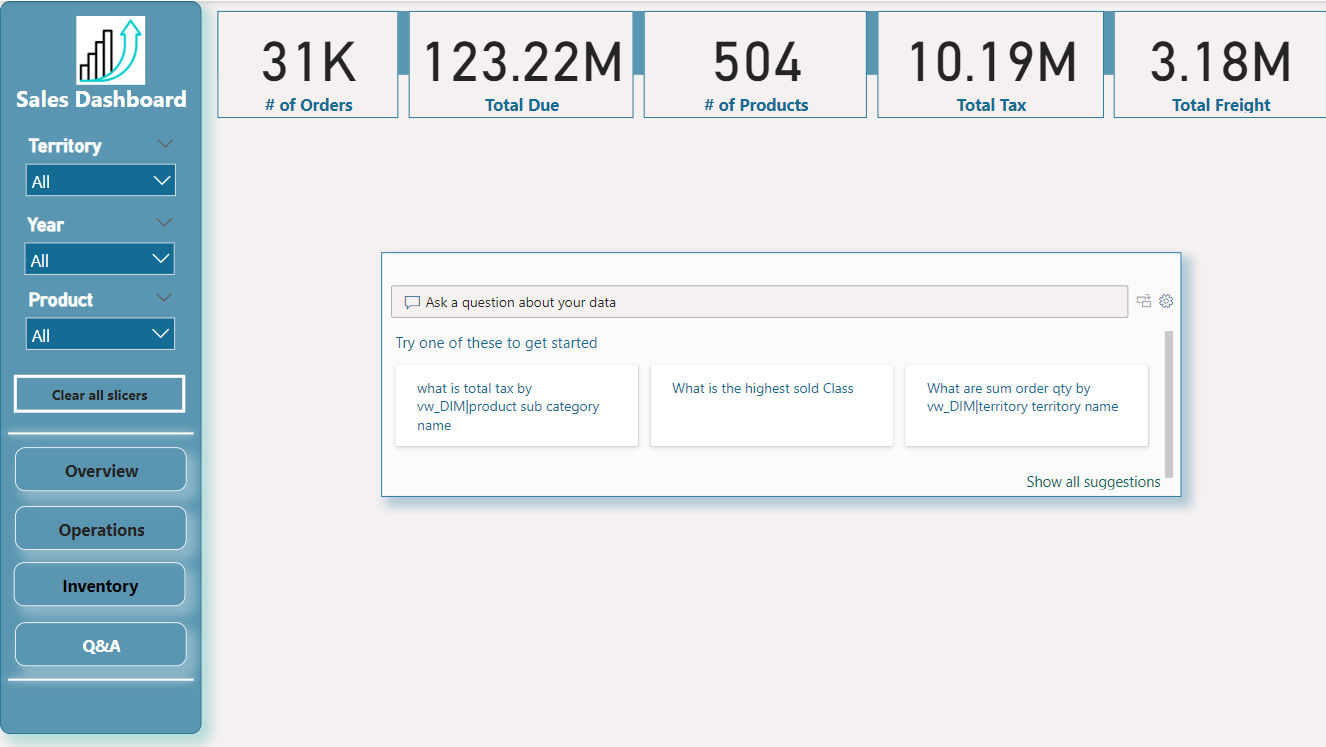 Sales Dashboard
Territory
All
Year
All
Product
All
Clear all slicers
Overview
Operations
Inventory
Q&A
31K
# of Orders
123.22M
Total Due
504
# of Products
10.19M
Total Tax
3.18M
Total Freight
Ask a question about your data
Try one of these to get started
what is total tax by
vw_DIM|product sub category
name
What is the highest sold Class
What are sum order qty by
vw_DIM|territory territory name
Show all suggestions